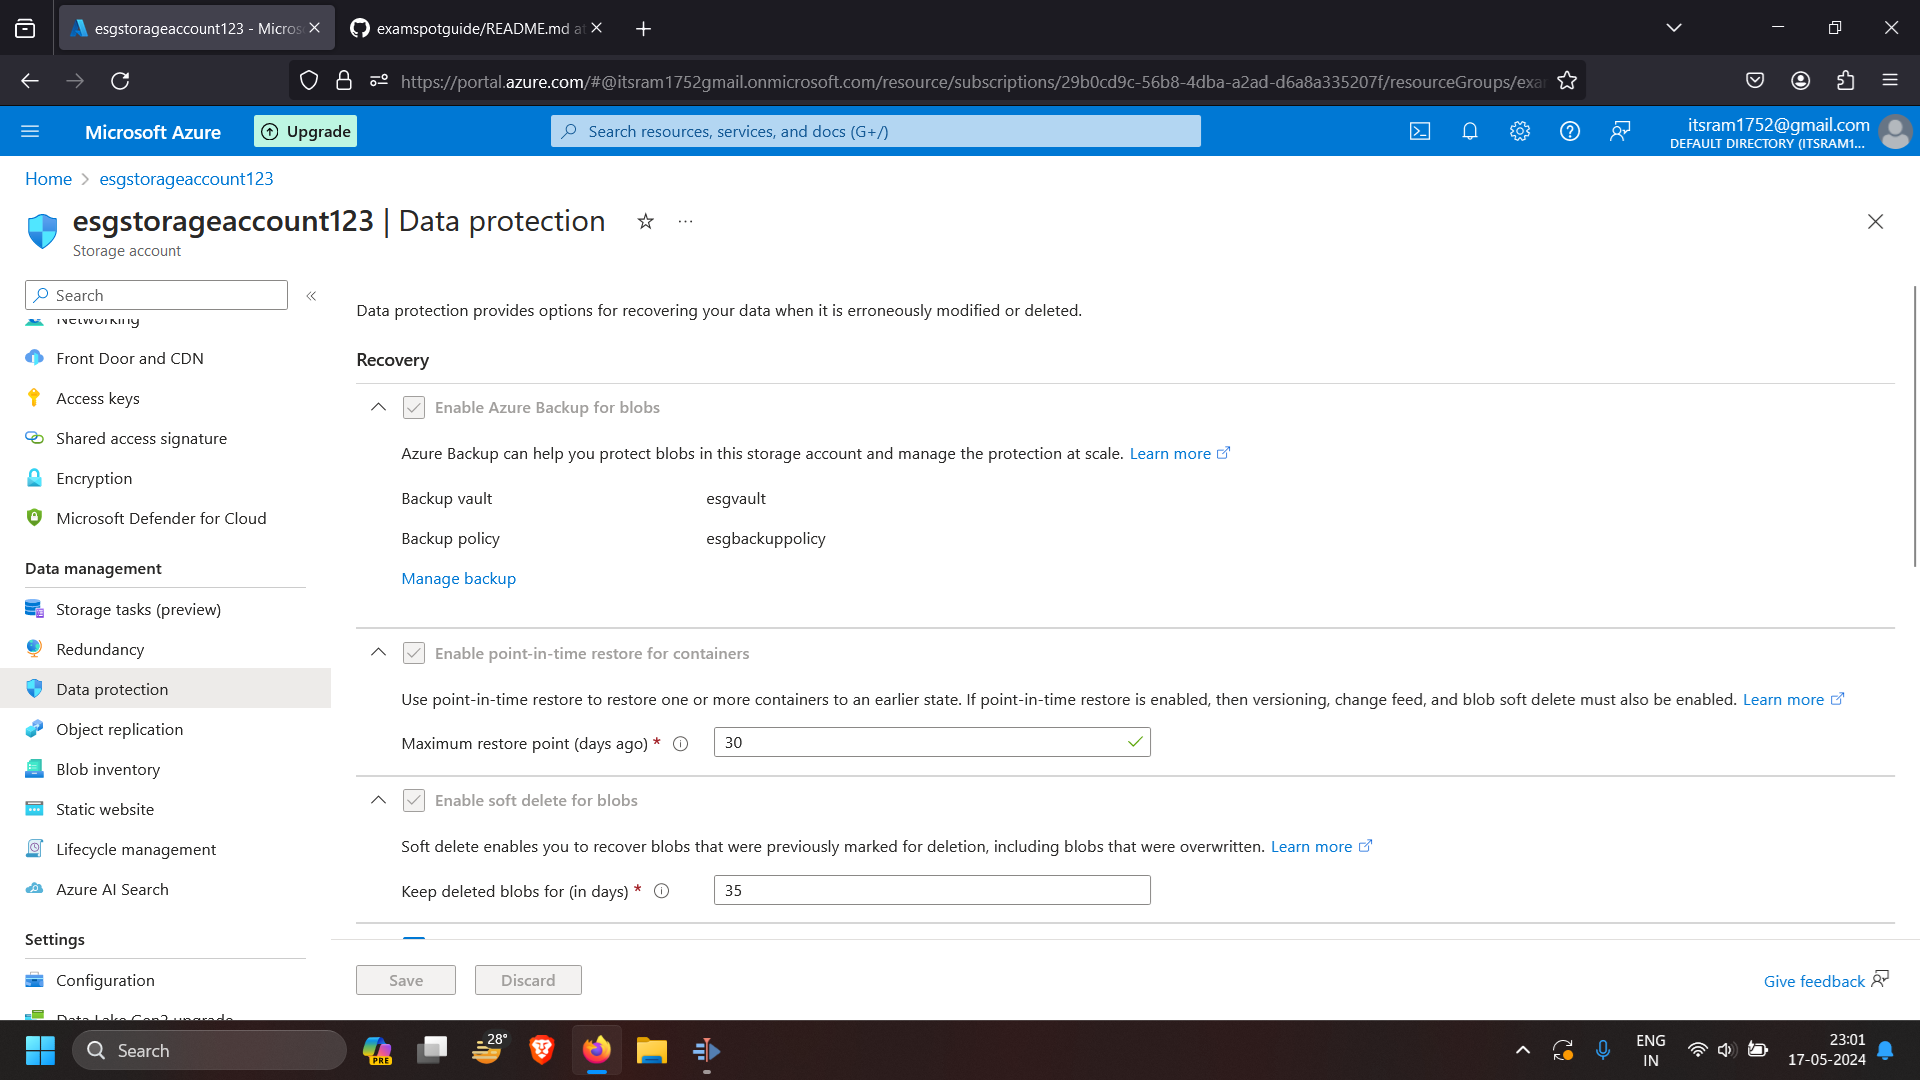 esgstorageaccount123 - Micros
examspotguide/README.md at
https://portal.azure.com/#@itsram1752gmail.onmicrosoft.com/resource/subscriptions/29b0cd9c-56b8-4dba-a2ad-d6a8a335207f/resourceGroups/exa
Microsoft Azure
Upgrade
Search resources, services, and docs (G+/)
itsram1752@gmail.com
DEFAULT DIRECTORY (ITSRAM1...
Home > esgstorageaccount123
esgstorageaccount123 | Data protection
Storage account
Search
Networking
Front Door and CDN
Access keys
Shared access signature
Encryption
Microsoft Defender for Cloud
Data management
Storage tasks (preview)
Redundancy
Data protection
Object replication
Blob inventory
Static website
Lifecycle management
Azure AI Search
Settings
Configuration
Data Lake Gen2 upgrade
Data protection provides options for recovering your data when it is erroneously modified or deleted.
Recovery
Enable Azure Backup for blobs
Azure Backup can help you protect blobs in this storage account and manage the protection at scale. Learn more
Backup vault esgvault
Backup policy esgbackuppolicy
Manage backup
Enable point-in-time restore for containers
Use point-in-time restore to restore one or more containers to an earlier state. If point-in-time restore is enabled, then versioning, change feed, and blob soft delete must also be enabled. Learn more
Maximum restore point (days ago) * 30
Enable soft delete for blobs
Soft delete enables you to recover blobs that were previously marked for deletion, including blobs that were overwritten. Learn more
Keep deleted blobs for (in days) * 35
Save
Discard
Give feedback
Search
PRE
28°
ENG
IN
23:01
17-05-2024